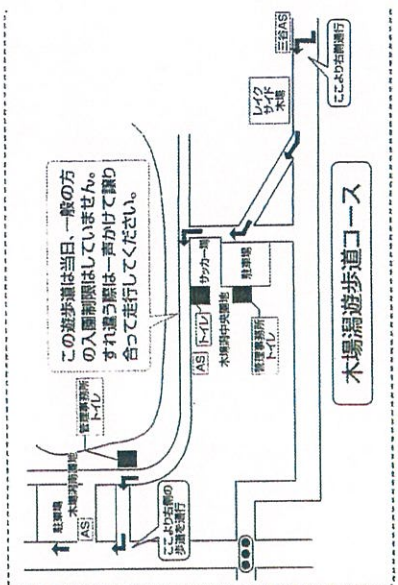 木場潟遊歩道コース
この遊歩道は当日、一般の方
の入園制限はしていません。
すれ違う際は一声かけて譲り
合って走行してください。
駐車場
木場潟南園地
AS
管理事務所
トイレ
ここより右側の
歩道を通行
サッカー場
AS
トイレ
木場潟中央園地
駐車場
管理事務所
トイレ
レイク
サイド
木場
三谷AS
ここより右側通行